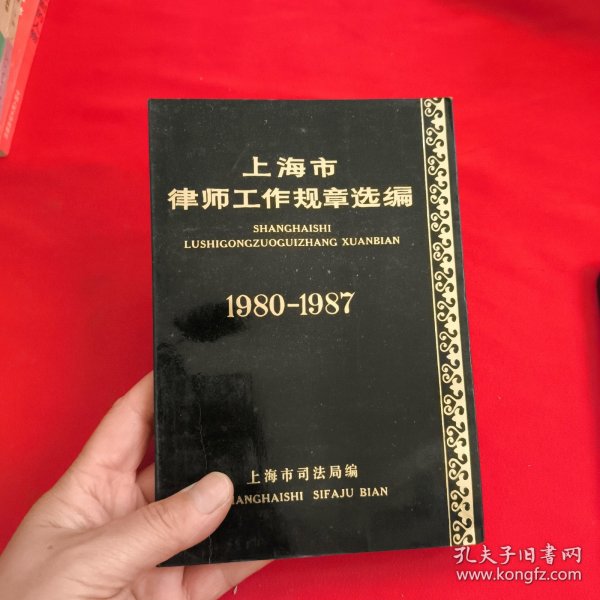 上海市
律师工作规章选编
SHANGHAISHI
LUSHIGONGZUOGUIZHANG XUANBIAN
1980-1987
上海市司法局编
HANGHAISHI SIFAJU BIAN
孔夫子旧书网
www.kongfz.com